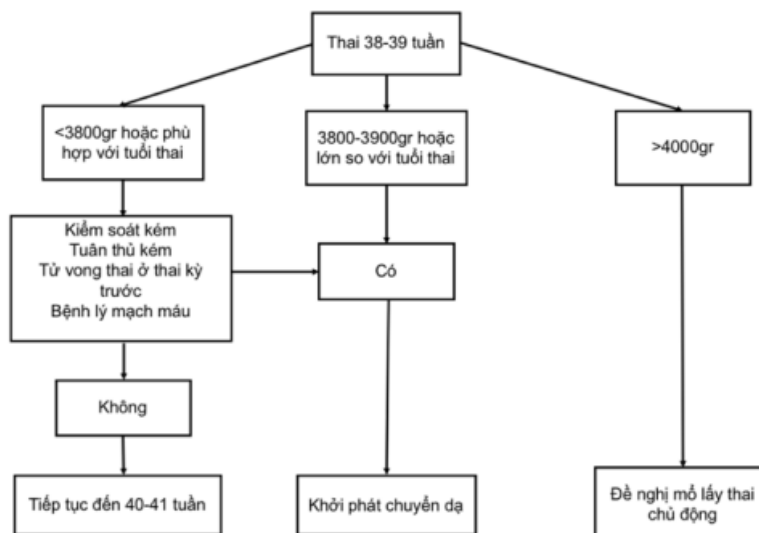 Thai 38-39 tuần
<3800gr hoặc phù
hợp với tuổi thai
3800-3900gr hoặc
lớn so với tuổi thai
>4000gr
Kiểm soát kém
Tuân thủ kém
Tử vong thai ở thai kỳ
trước
Bệnh lý mạch máu
Có
Không
Tiếp tục đến 40-41 tuần
Khởi phát chuyển dạ
Đề nghị mổ lấy thai
chủ động